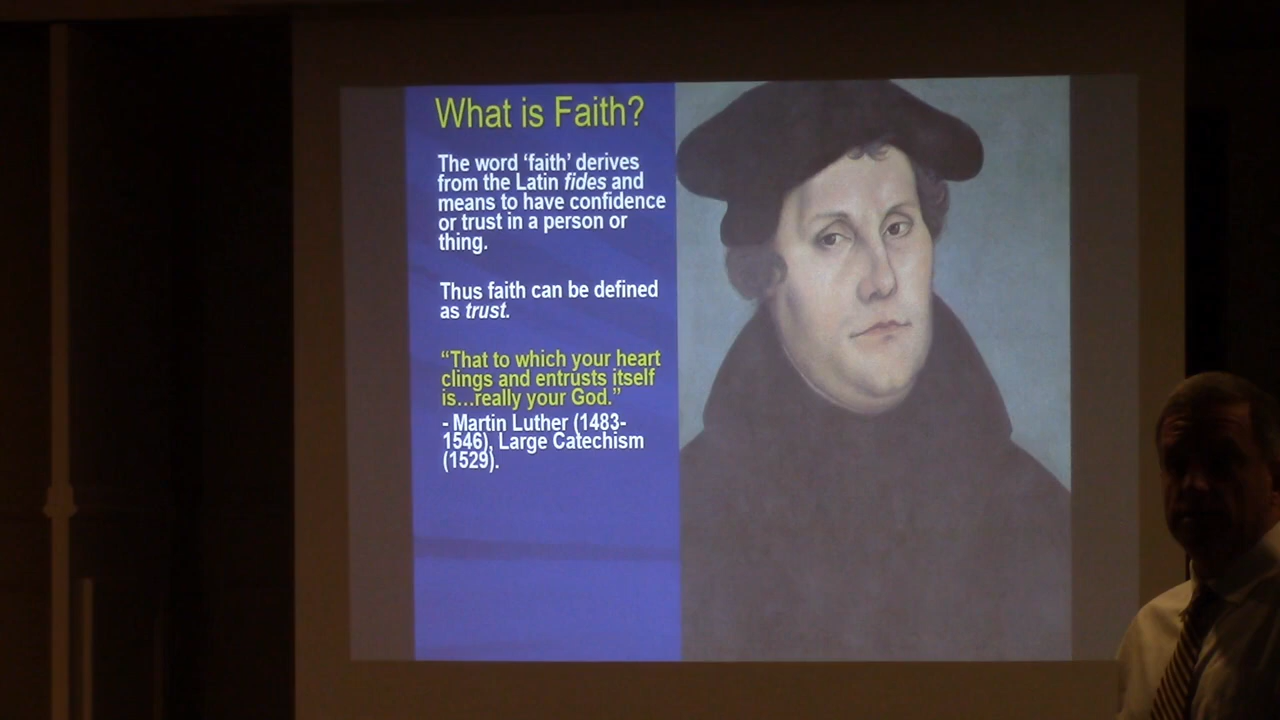 What is Faith?
The word ‘faith’ derives
from the Latin fides and
means to have confidence
or trust in a person or
thing.
Thus faith can be defined
as trust.
“That to which your heart
clings and entrusts itself
is…really your God.”
- Martin Luther (1483-
1546), Large Catechism
(1529).